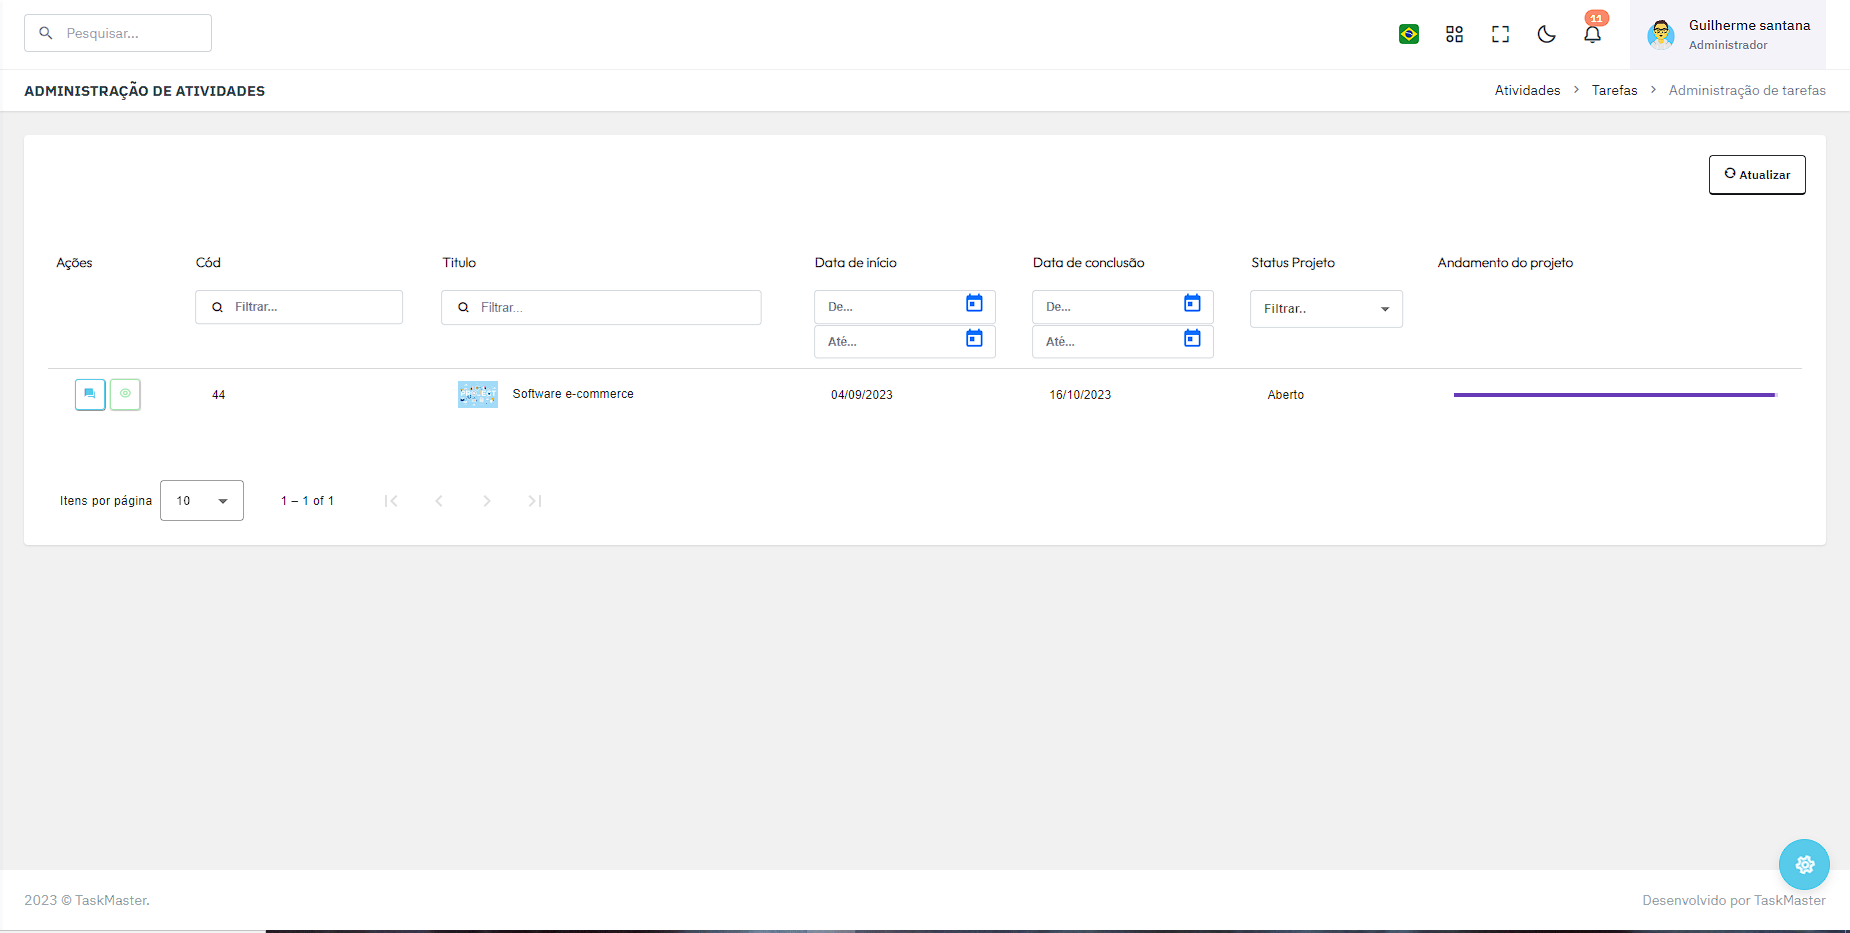 Pesquisar...
11
Guilherme santana
Administrador
ADMINISTRAÇÃO DE ATIVIDADES
Atividades > Tarefas > Administração de tarefas
Atualizar
Ações Cód Titulo Data de início Data de conclusão Status Projeto Andamento do projeto
Filtrar... Filtrar... De... De... Filtrar..
Até... Até...
44 Software e-commerce 04/09/2023 16/10/2023 Aberto
Itens por página 10 1 – 1 of 1
2023 © TaskMaster. Desenvolvido por TaskMaster